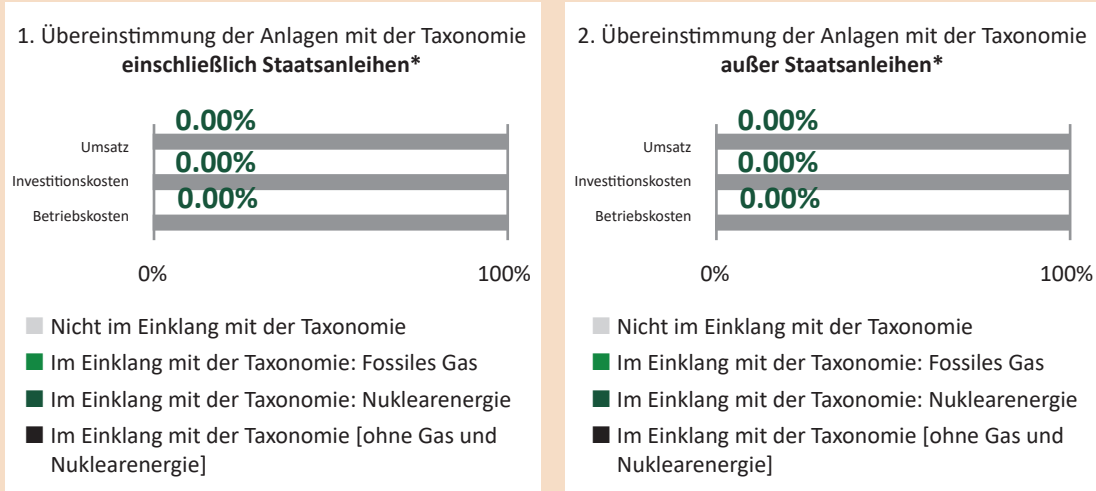 1. Übereinstimmung der Anlagen mit der Taxonomie
einschließlich Staatsanleihen*
0.00%
Umsatz
0.00%
Investitionskosten
0.00%
Betriebskosten
0%
100%
Nicht im Einklang mit der Taxonomie
Im Einklang mit der Taxonomie: Fossiles Gas
Im Einklang mit der Taxonomie: Nuklearenergie
Im Einklang mit der Taxonomie [ohne Gas und
Nuklearenergie]
2. Übereinstimmung der Anlagen mit der Taxonomie
außer Staatsanleihen*
0.00%
Umsatz
0.00%
Investitionskosten
0.00%
Betriebskosten
0%
100%
Nicht im Einklang mit der Taxonomie
Im Einklang mit der Taxonomie: Fossiles Gas
Im Einklang mit der Taxonomie: Nuklearenergie
Im Einklang mit der Taxonomie [ohne Gas und
Nuklearenergie]